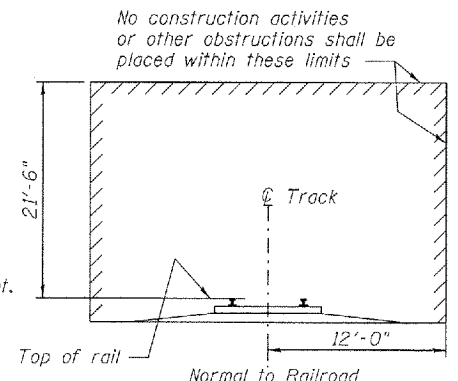 No construction activities
or other obstructions shall be
placed within these limits
21'-6"
℄ Track
Top of rail
12'-0"
Normal to Railroad